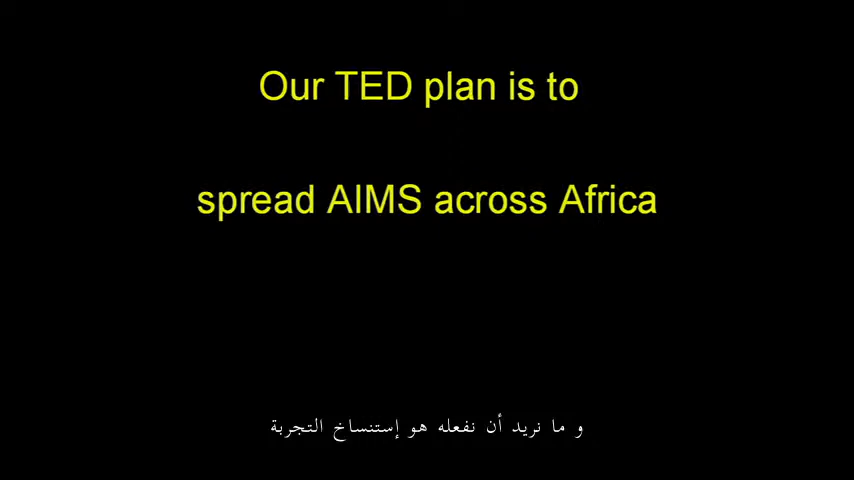 Our TED plan is to
spread AIMS across Africa
و ما نريد أن نفعله هو إستنساخ التجربة